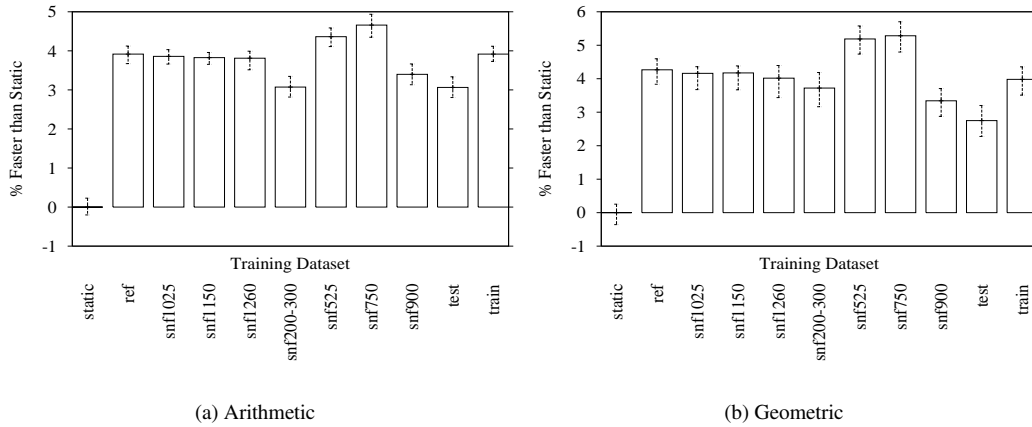 % Faster than Static
5
4
3
2
1
0
-1
Training Dataset
static
ref
snf1025
snf1150
snf1260
snf200-300
snf525
snf750
snf900
test
train
(a) Arithmetic
% Faster than Static
6
5
4
3
2
1
0
-1
Training Dataset
static
ref
snf1025
snf1150
snf1260
snf200-300
snf525
snf750
snf900
test
train
(b) Geometric